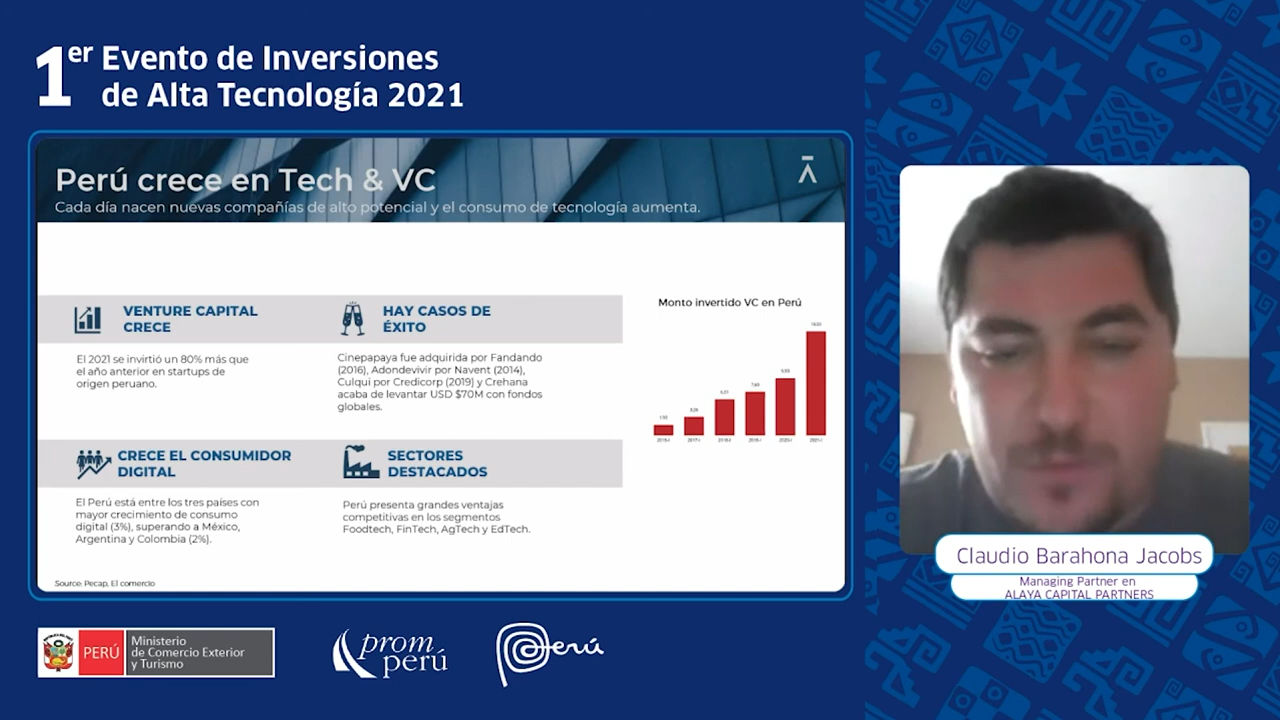 1er Evento de Inversiones
de Alta Tecnología 2021
Perú crece en Tech & VC
Cada día nacen nuevas compañías de alto potencial y el consumo de tecnología aumenta.
VENTURE CAPITAL
CRECE
El 2021 se invirtió un 80% más que
el año anterior en startups de
origen peruano.
HAY CASOS DE
ÉXITO
Cinepapaya fue adquirida por Fandando
(2016), Adondevivir por Navent (2014),
Culqui por Credicorp (2019) y Crehana
acaba de levantar USD $70M con fondos
globales.
CRECE EL CONSUMIDOR
DIGITAL
El Perú está entre los tres países con
mayor crecimiento de consumo
digital (3%), superando a México,
Argentina y Colombia (2%).
SECTORES
DESTACADOS
Perú presenta grandes ventajas
competitivas en los segmentos
Foodtech, FinTech, AgTech y EdTech.
Monto invertido VC en Perú
Source: Pecap, El comercio
Claudio Barahona Jacobs
Managing Partner en
ALAYA CAPITAL PARTNERS
PERÚ
Ministerio
de Comercio Exterior
y Turismo
prom
perú
Perú